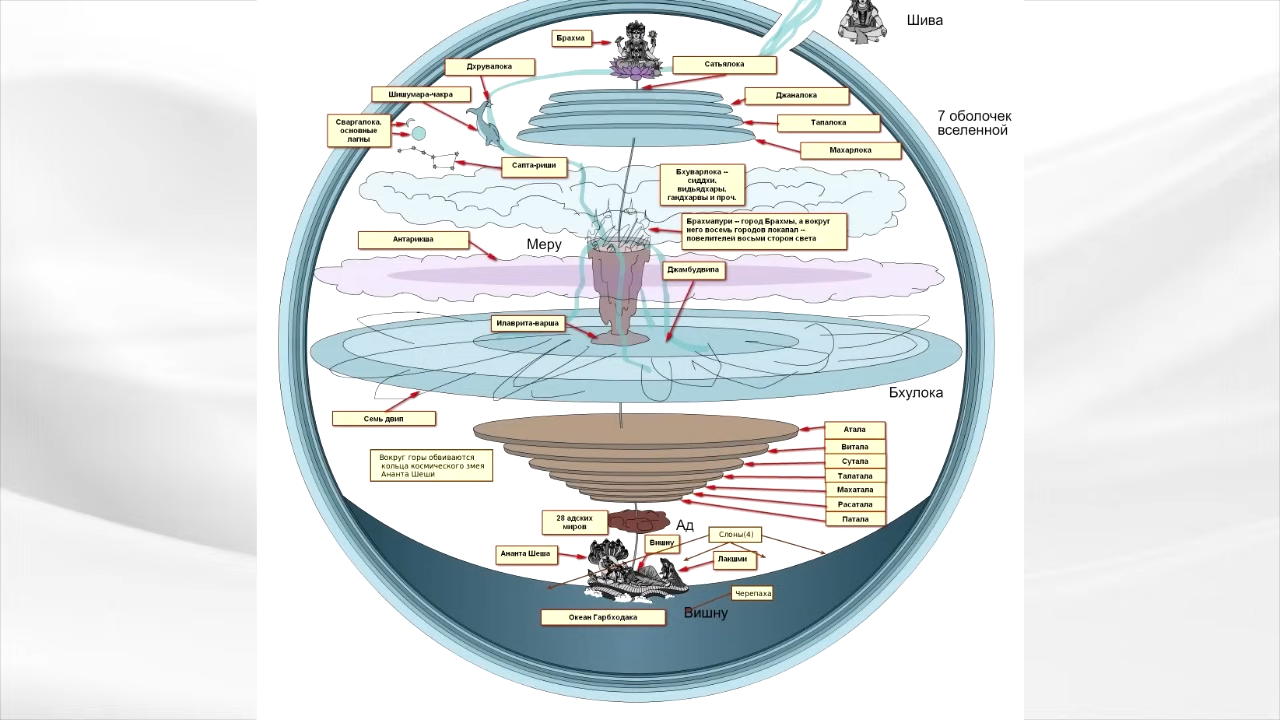 Шива
Брахма
Сатьялока
Дхрувалока
Шишумара-чакра
Джаналока
Сваргалока,
основные
лагны
7 оболочек
вселенной
Тапалока
Махарлока
Сапта-риши
Бхуварлока --
сиддхи,
видьядхары,
гандхарвы и проч.
Брахмапури -- город Брахмы, а вокруг
него восемь городов локапал --
повелителей восьми сторон света
Антарикша
Меру
Джамбудвипа
Илаврита-варша
Бхулока
Семь двип
Атала
Витала
Сутала
Талатала
Махатала
Расатала
Патала
Вокруг горы обвиваются
кольца космического змея
Ананта Шеши
28 адских
миров
Ад
Слоны(4)
Вишну
Ананта Шеша
Лакшми
Черепаха
Вишну
Океан Гарбходака